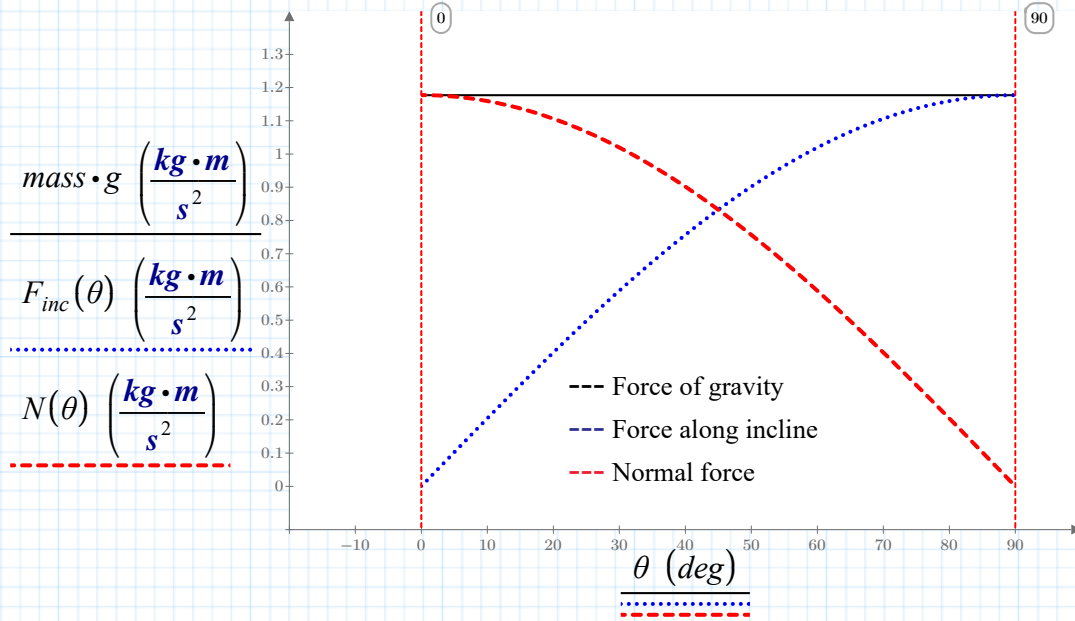 0
90
1.3
1.2
1.1
1
0.9
0.8
0.7
0.6
0.5
0.4
0.3
0.2
0.1
0
mass•g (kg•m/s²)
F_inc(θ) (kg•m/s²)
N(θ) (kg•m/s²)
Force of gravity
Force along incline
Normal force
−10 0 10 20 30 40 50 60 70 80 90
θ (deg)